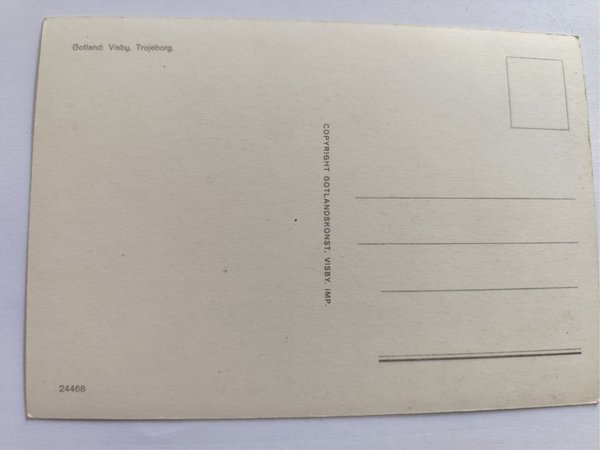 Gotland: Visby, Trojeborg.
COPYRIGHT GOTLANDSKONST, VISBY. IMP.
24468